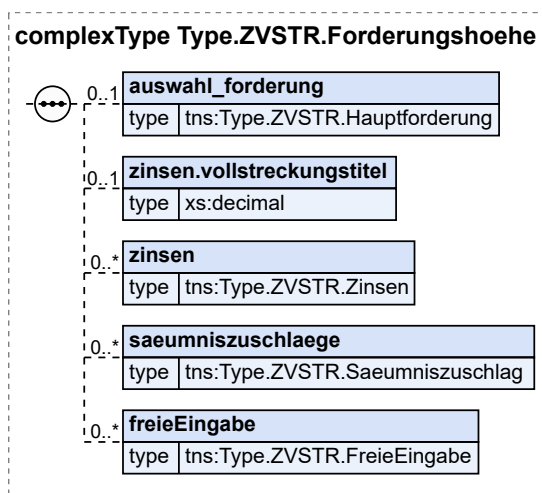 complexType Type.ZVSTR.Forderungshoehe
0..1 auswahl_forderung
type tns:Type.ZVSTR.Hauptforderung
0..1 zinsen.vollstreckungstitel
type xs:decimal
0..* zinsen
type tns:Type.ZVSTR.Zinsen
0..* saeumniszuschlaege
type tns:Type.ZVSTR.Saeumniszuschlag
0..* freieEingabe
type tns:Type.ZVSTR.FreieEingabe